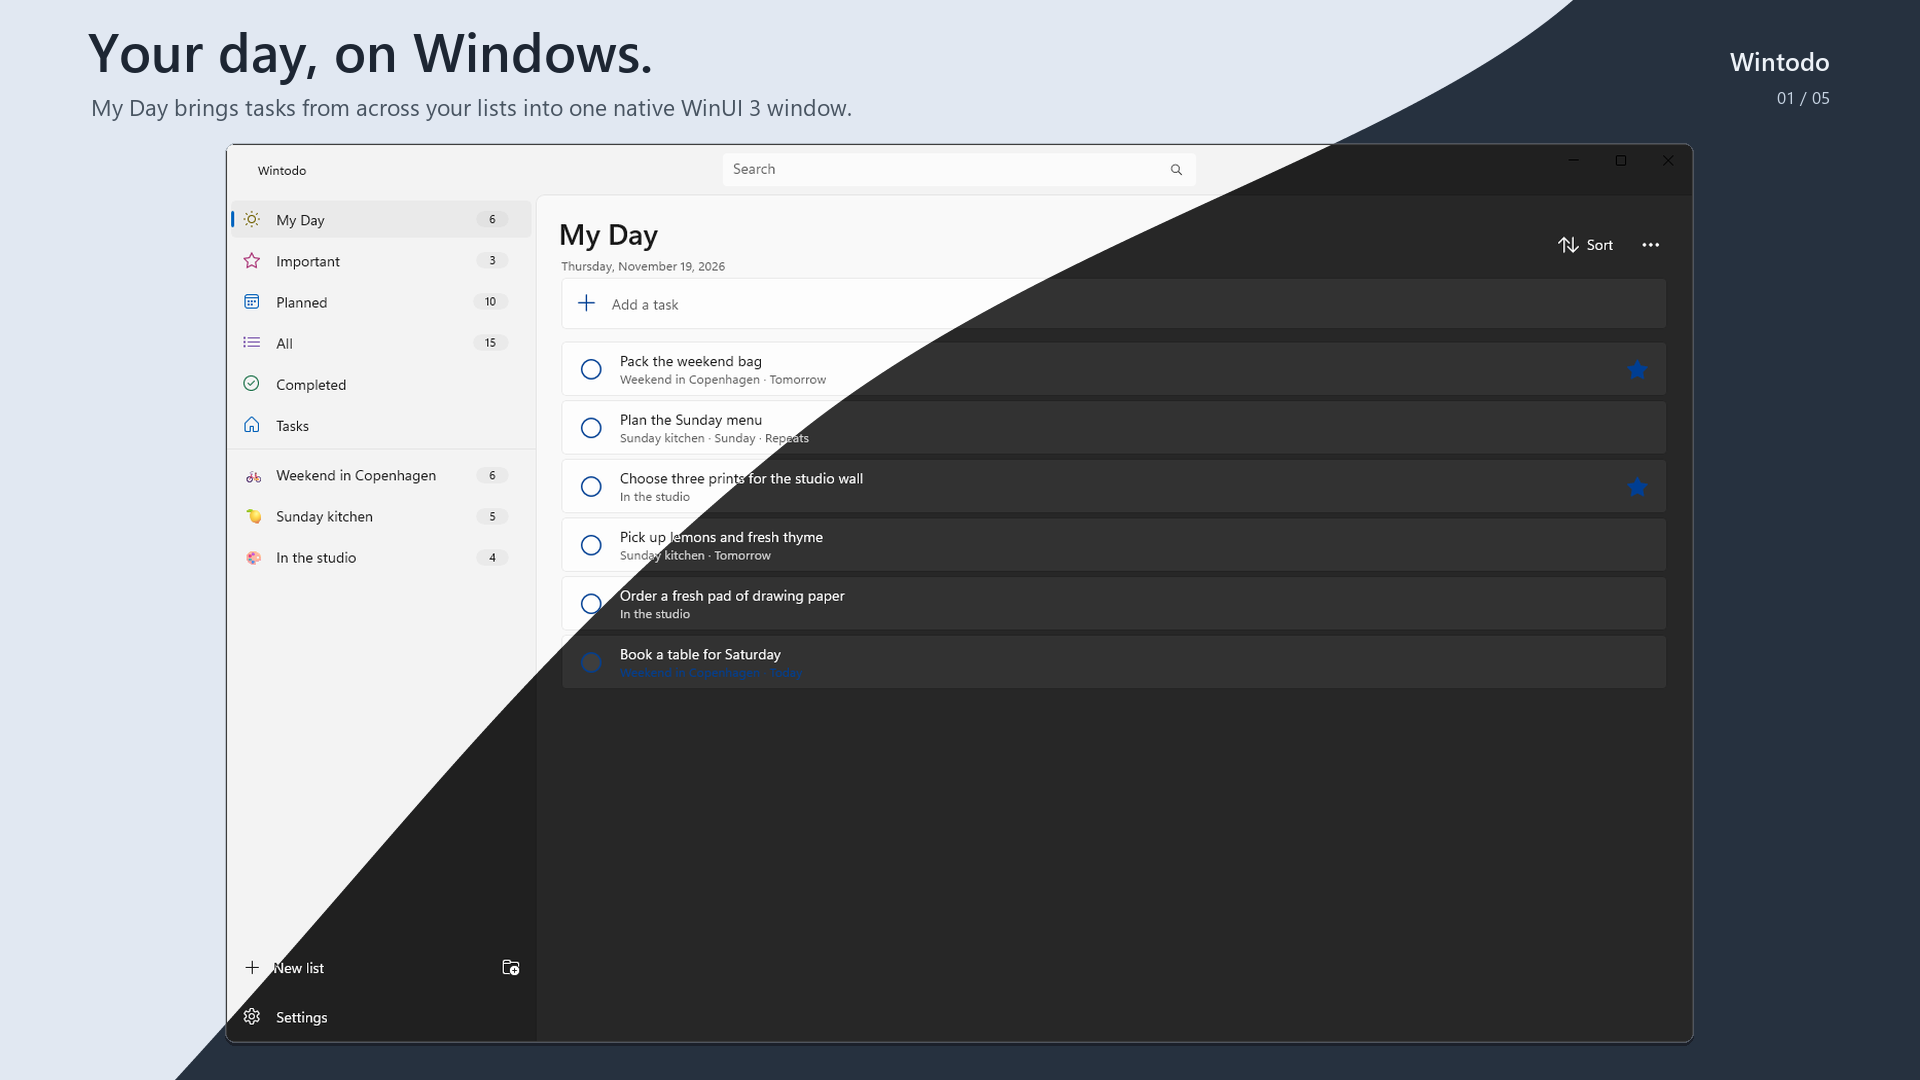 Your day, on Windows.
My Day brings tasks from across your lists into one native WinUI 3 window.
Wintodo
01 / 05
Wintodo
Search
My Day 6
Important 3
Planned 10
All 15
Completed
Tasks
Weekend in Copenhagen 6
Sunday kitchen 5
In the studio 4
New list
Settings
My Day
Thursday, November 19, 2026
Sort
Add a task
Pack the weekend bag
Weekend in Copenhagen · Tomorrow
Plan the Sunday menu
Sunday kitchen · Sunday · Repeats
Choose three prints for the studio wall
In the studio
Pick up lemons and fresh thyme
Sunday kitchen · Tomorrow
Order a fresh pad of drawing paper
In the studio
Book a table for Saturday
Weekend in Copenhagen · Today